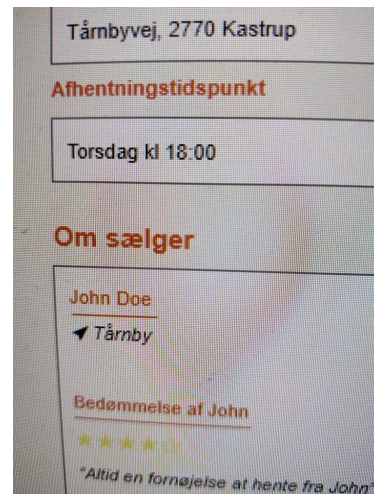 Tårnbyvej, 2770 Kastrup
Afhentningstidspunkt
Torsdag kl 18:00
Om sælger
John Doe
Tårnby
Bedømmelse af John
"Altid en fornøjelse at hente fra John"